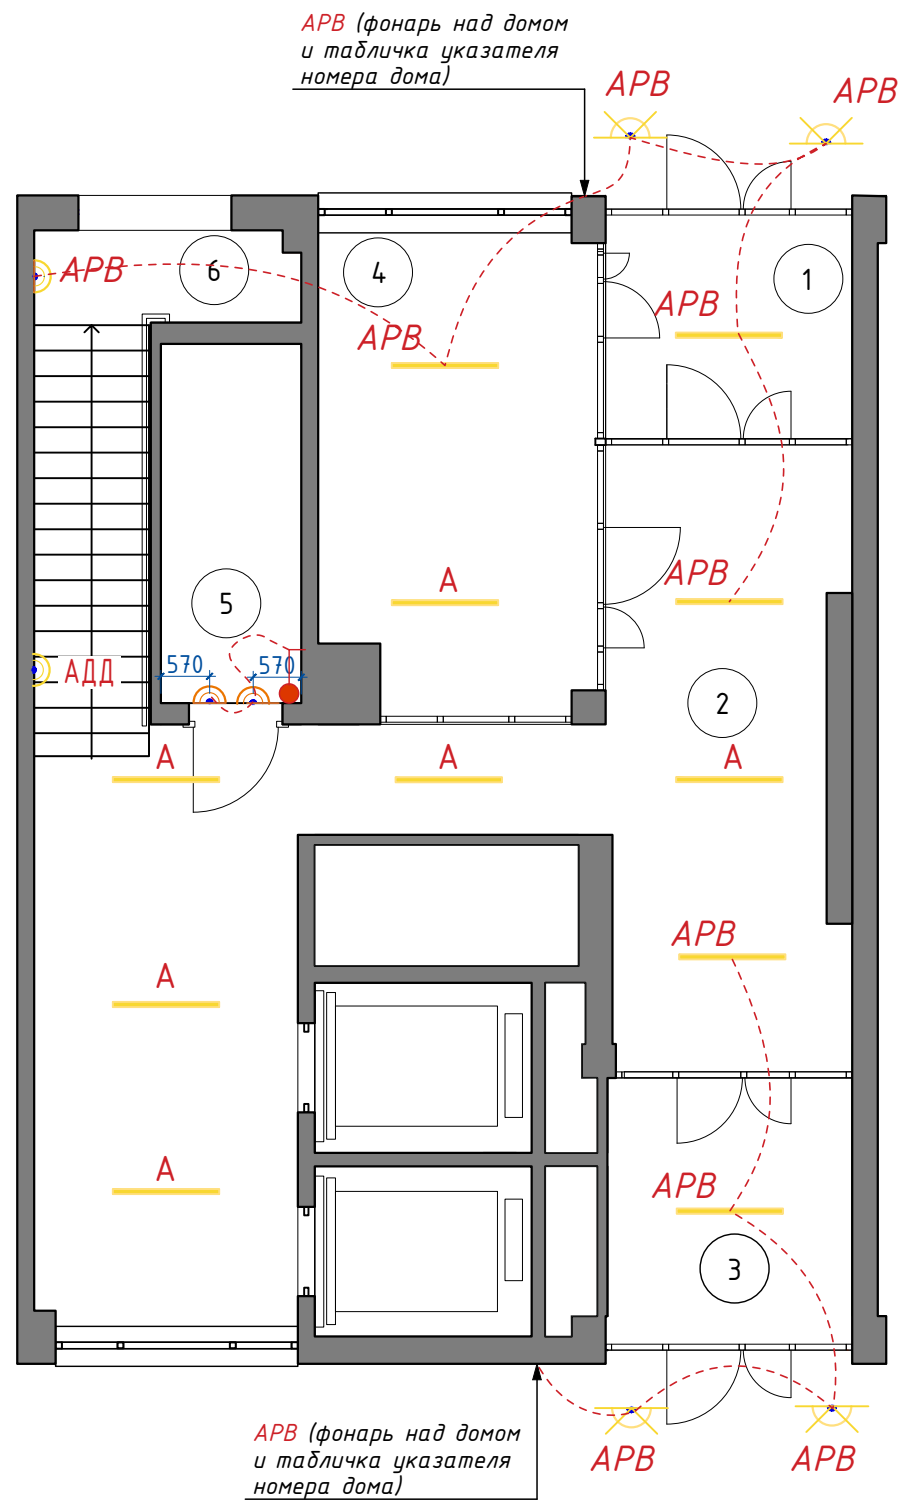 АРВ (фонарь над домом
и табличка указателя
номера дома)
АРВ
АРВ
6
4
1
АРВ
АРВ
АРВ
А
АРВ
5
570
570
АДД
2
А
А
А
АРВ
А
А
АРВ
3
АРВ (фонарь над домом
и табличка указателя
номера дома)
АРВ
АРВ